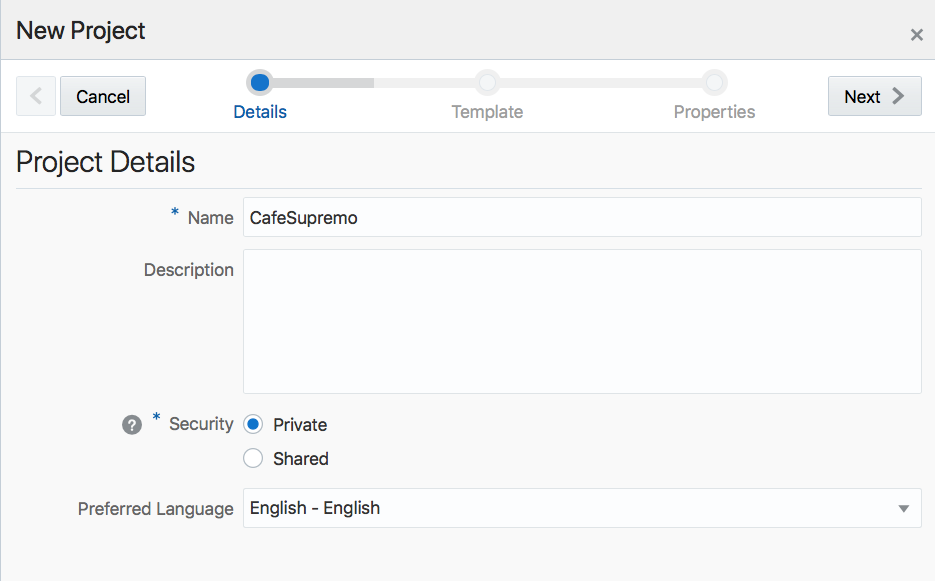 New Project
×
Cancel
Details
Template
Properties
Next
Project Details
* Name
CafeSupremo
Description
? * Security
Private
Shared
Preferred Language
English - English